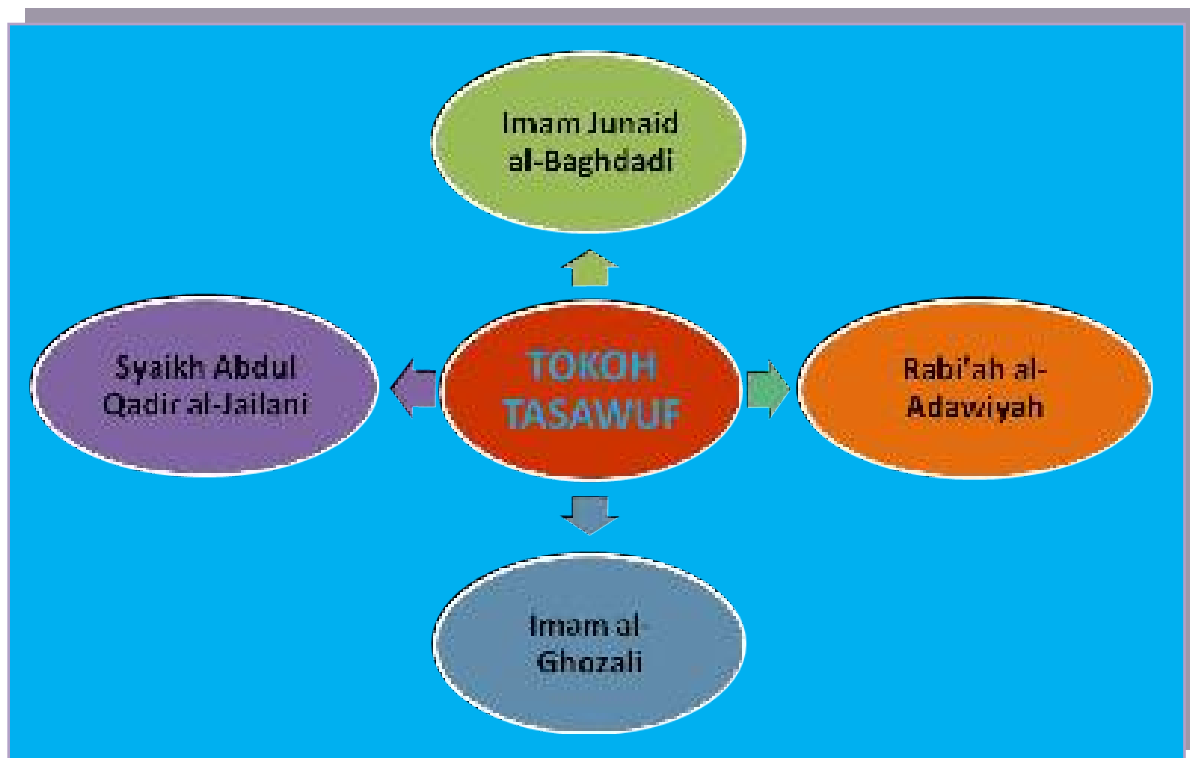 Imam Junaid
al-Baghdadi
Syaikh Abdul
Qadir al-Jailani
TOKOH
TASAWUF
Rabi'ah al-
Adawiyah
Imam al-
Ghozali